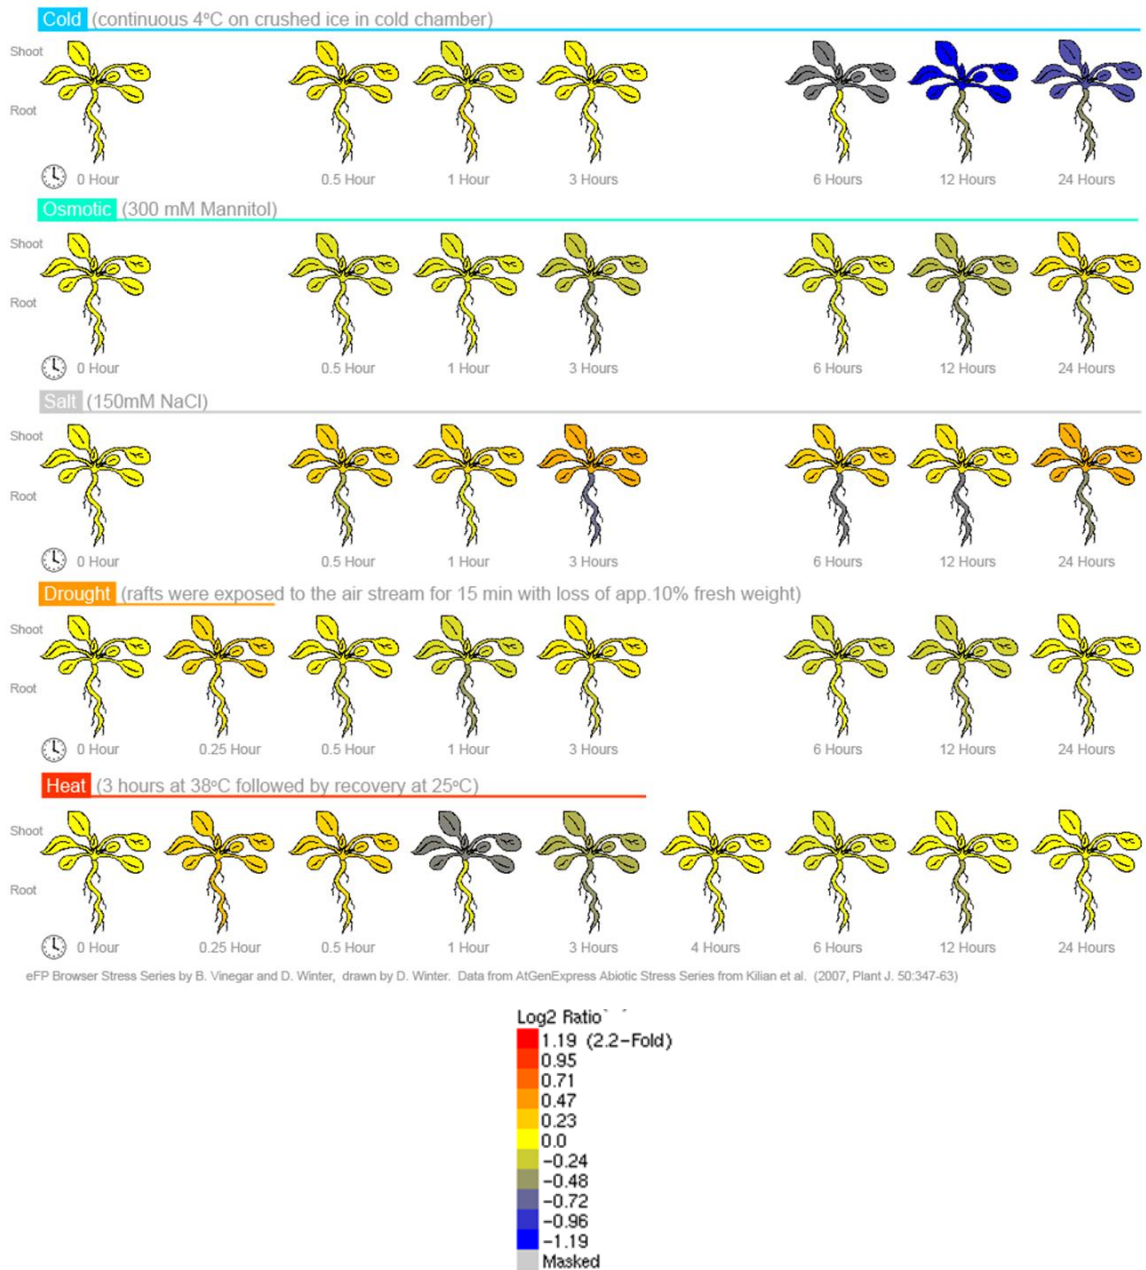 Cold (continuous 4ºC on crushed ice in cold chamber)
Shoot
Root
0 Hour 0.5 Hour 1 Hour 3 Hours 6 Hours 12 Hours 24 Hours
Osmotic (300 mM Mannitol)
Shoot
Root
0 Hour 0.5 Hour 1 Hour 3 Hours 6 Hours 12 Hours 24 Hours
Salt (150mM NaCl)
Shoot
Root
0 Hour 0.5 Hour 1 Hour 3 Hours 6 Hours 12 Hours 24 Hours
Drought (rafts were exposed to the air stream for 15 min with loss of app.10% fresh weight)
Shoot
Root
0 Hour 0.25 Hour 0.5 Hour 1 Hour 3 Hours 6 Hours 12 Hours 24 Hours
Heat (3 hours at 38ºC followed by recovery at 25ºC)
Shoot
Root
0 Hour 0.25 Hour 0.5 Hour 1 Hour 3 Hours 4 Hours 6 Hours 12 Hours 24 Hours
eFP Browser Stress Series by B. Vinegar and D. Winter, drawn by D. Winter. Data from AtGenExpress Abiotic Stress Series from Kilian et al. (2007, Plant J. 50:347-63)
Log2 Ratio
1.19 (2.2-Fold)
0.95
0.71
0.47
0.23
0.0
-0.24
-0.48
-0.72
-0.96
-1.19
Masked